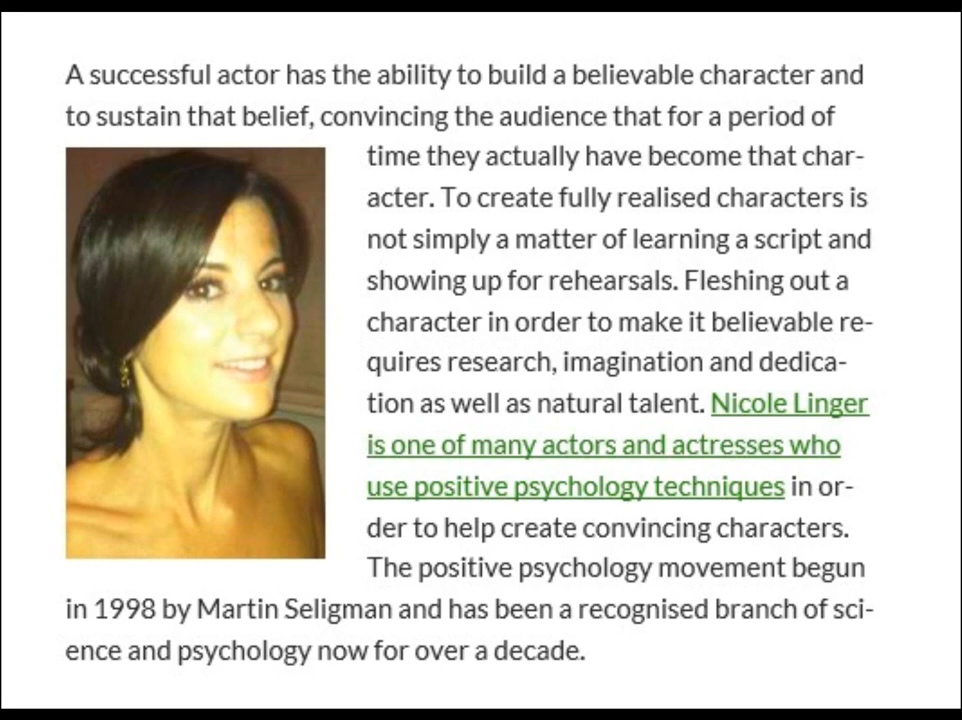 A successful actor has the ability to build a believable character and
to sustain that belief, convincing the audience that for a period of
time they actually have become that char-
acter. To create fully realised characters is
not simply a matter of learning a script and
showing up for rehearsals. Fleshing out a
character in order to make it believable re-
quires research, imagination and dedica-
tion as well as natural talent. Nicole Linger
is one of many actors and actresses who
use positive psychology techniques in or-
der to help create convincing characters.
The positive psychology movement begun
in 1998 by Martin Seligman and has been a recognised branch of sci-
ence and psychology now for over a decade.